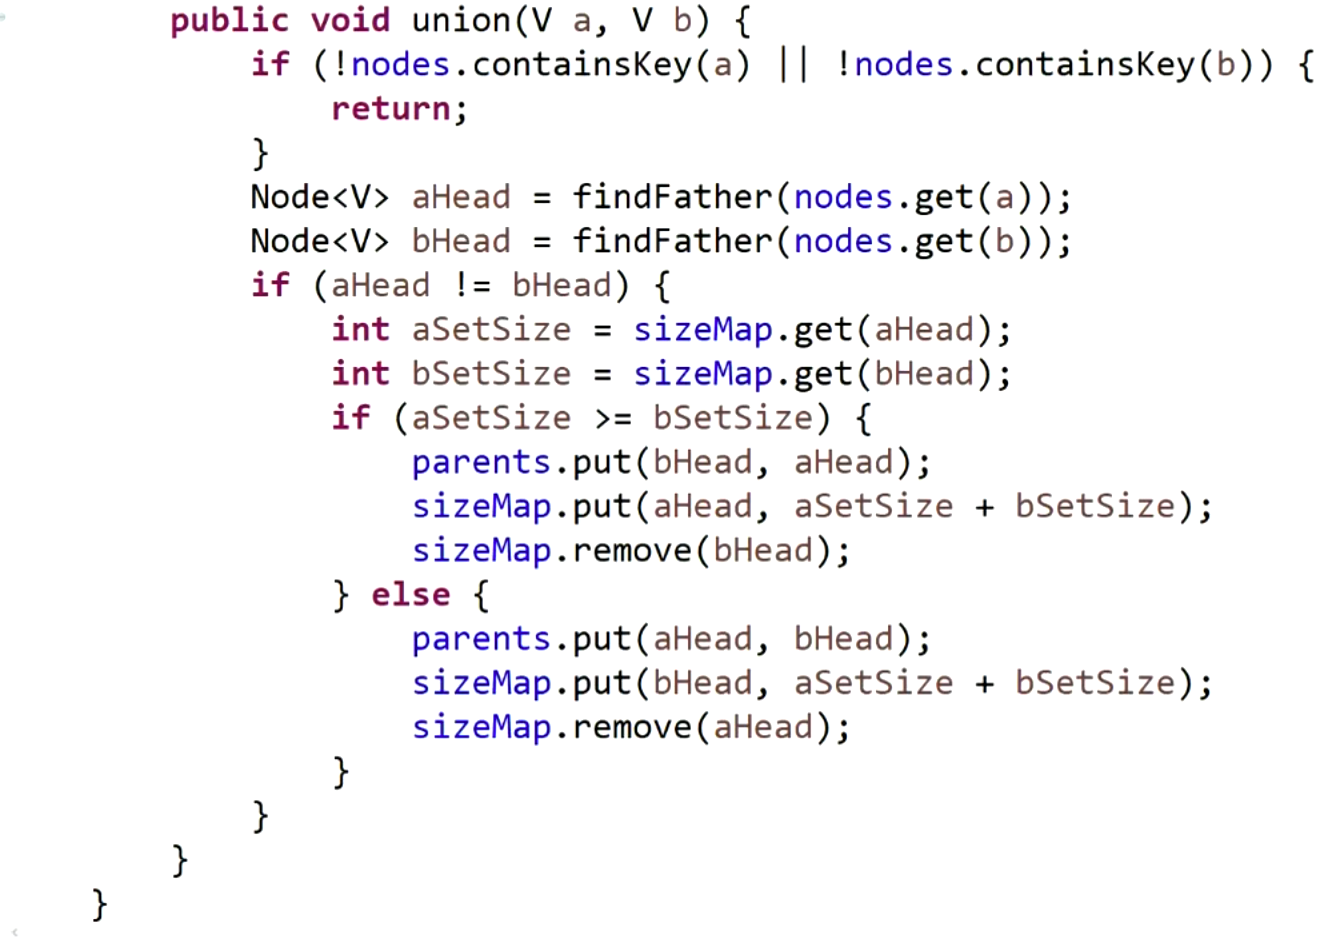 public void union(V a, V b) {
if (!nodes.containsKey(a) || !nodes.containsKey(b)) {
return;
}
Node<V> aHead = findFather(nodes.get(a));
Node<V> bHead = findFather(nodes.get(b));
if (aHead != bHead) {
int aSetSize = sizeMap.get(aHead);
int bSetSize = sizeMap.get(bHead);
if (aSetSize >= bSetSize) {
parents.put(bHead, aHead);
sizeMap.put(aHead, aSetSize + bSetSize);
sizeMap.remove(bHead);
} else {
parents.put(aHead, bHead);
sizeMap.put(bHead, aSetSize + bSetSize);
sizeMap.remove(aHead);
}
}
}
}